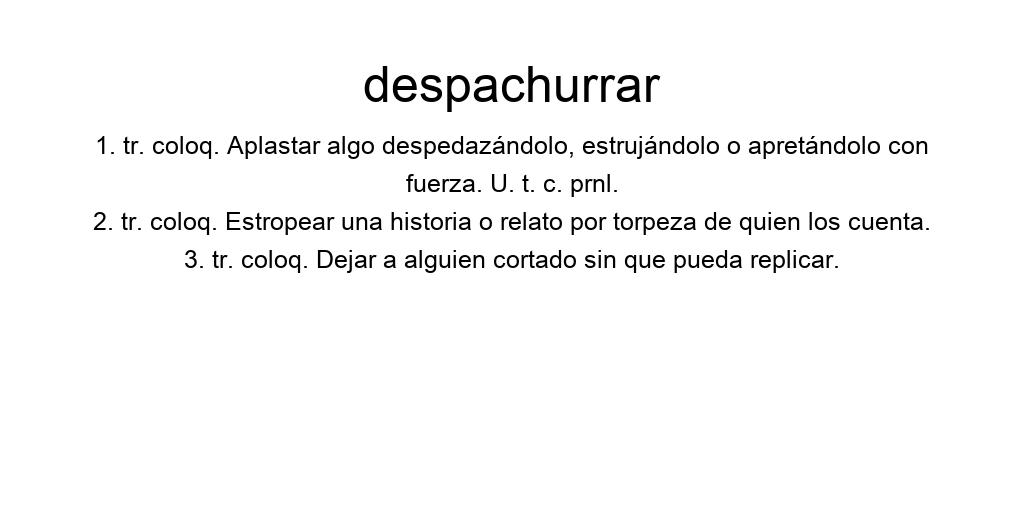 despachurrar
1. tr. coloq. Aplastar algo despedazándolo, estrujándolo o apretándolo con
fuerza. U. t. c. prnl.
2. tr. coloq. Estropear una historia o relato por torpeza de quien los cuenta.
3. tr. coloq. Dejar a alguien cortado sin que pueda replicar.